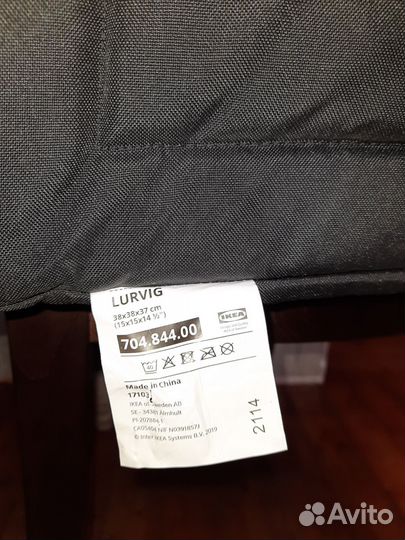 LURVIG
38x38x37 cm
(15x15x14 ½")
IKEA
704.844.00
40
Made in China
17103
IKEA of Sweden AB
SE- 34381 Älmhult
© Inter IKEA Systems B.V. 2019
2114
Avito